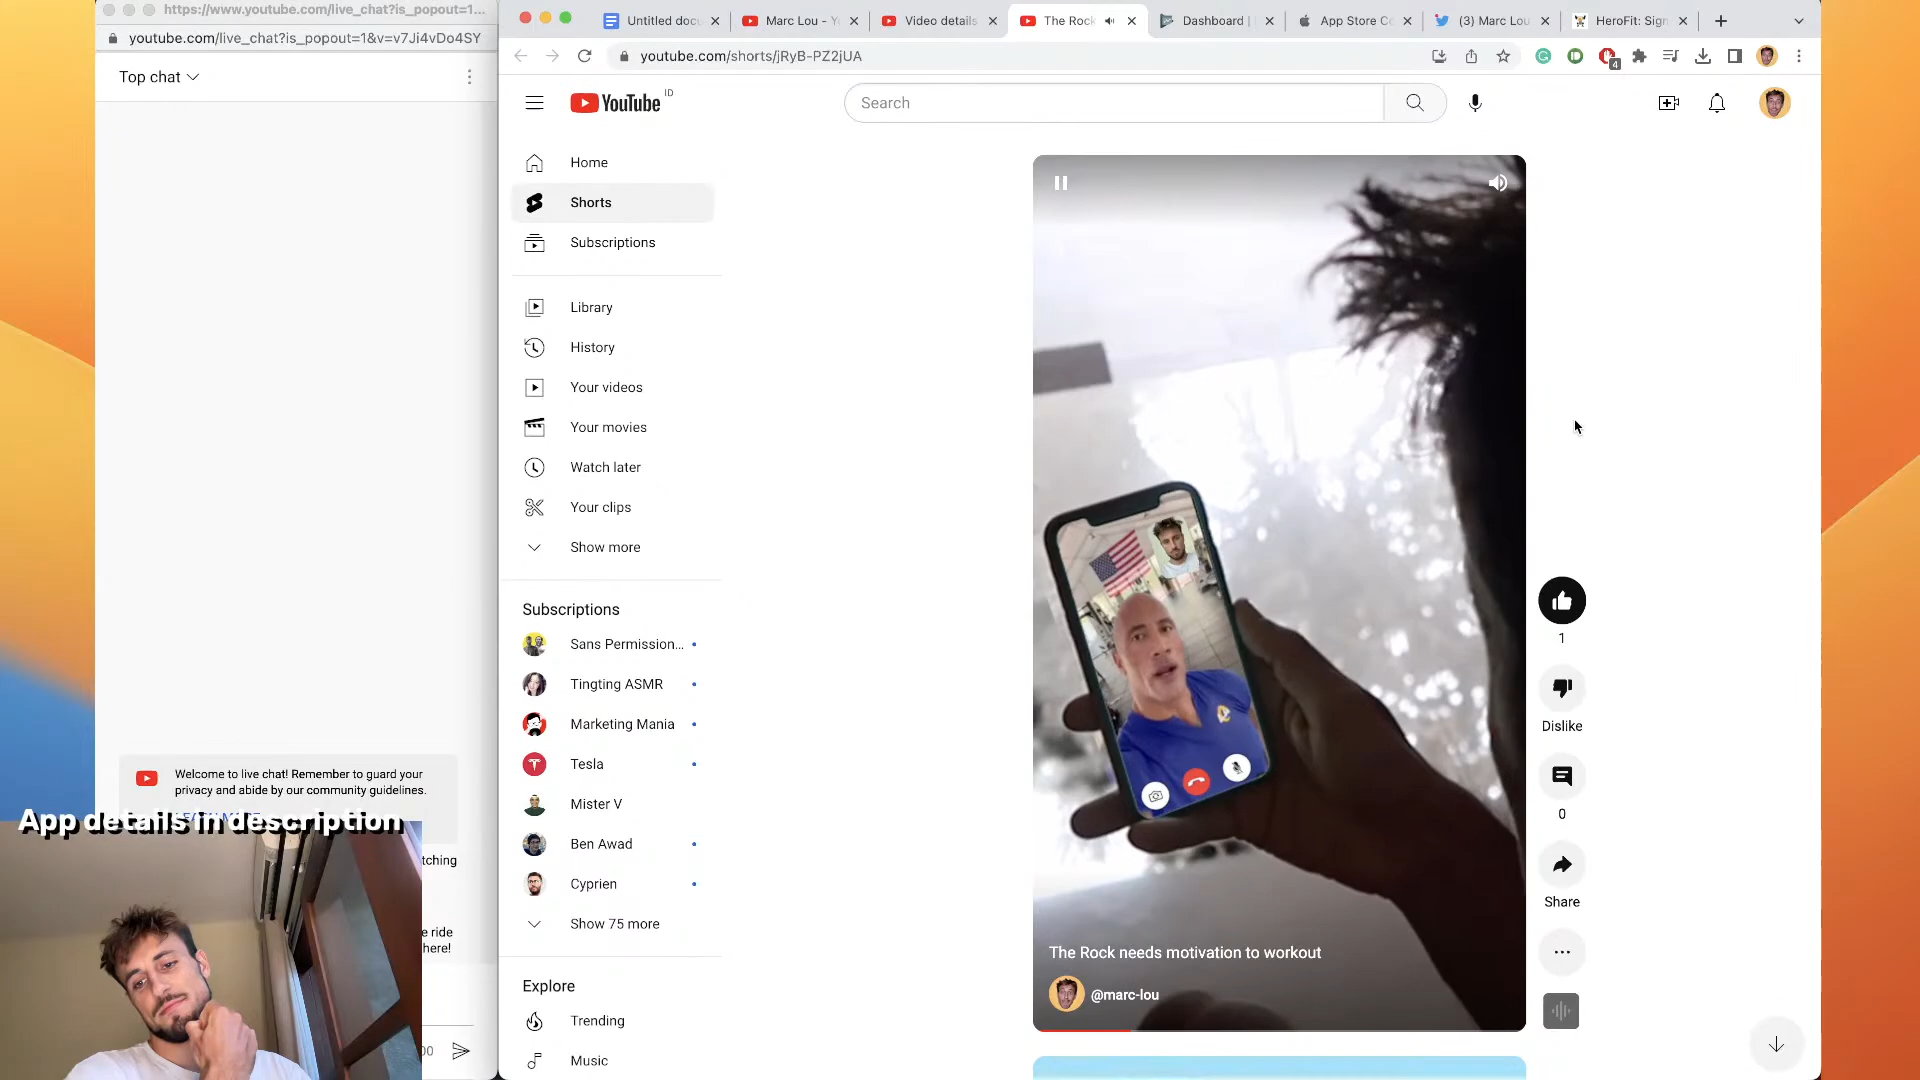 https://www.youtube.com/live_chat?is_popout=1...
youtube.com/live_chat?is_popout=1&v=v7Ji4vDo4SY
Top chat
Welcome to live chat! Remember to guard your
privacy and abide by our community guidelines.
App details in description
tching
e ride
here!
00
Untitled docu
Marc Lou - Y
Video details
The Rock
Dashboard |
App Store Co
(3) Marc Lou
HeroFit: Sign
youtube.com/shorts/jRyB-PZ2jUA
4
YouTube ID
Search
Home
Shorts
Subscriptions
Library
History
Your videos
Your movies
Watch later
Your clips
Show more
Subscriptions
Sans Permission...
Tingting ASMR
Marketing Mania
Tesla
Mister V
Ben Awad
Cyprien
Show 75 more
Explore
Trending
Music
The Rock needs motivation to workout
@marc-lou
1
Dislike
0
Share